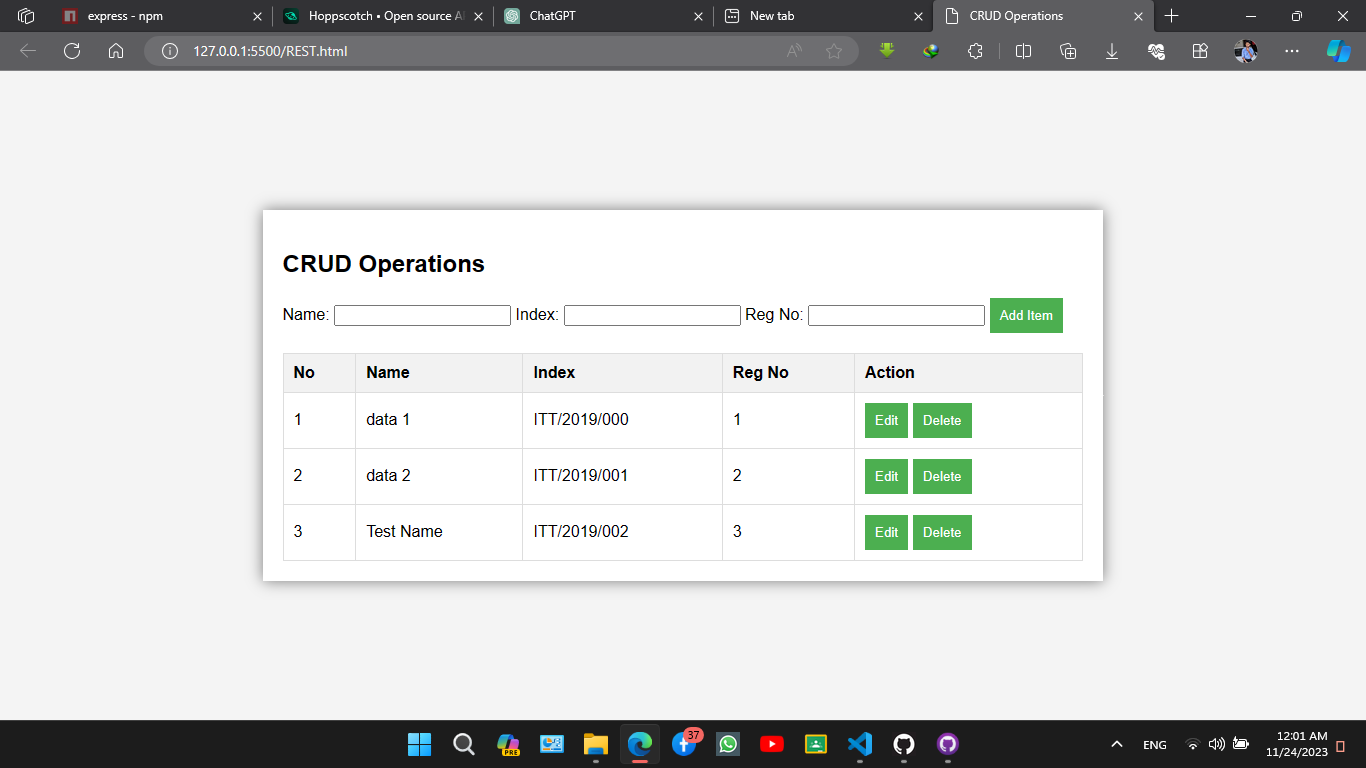 express - npm
Hoppscotch • Open source A
ChatGPT
New tab
CRUD Operations
127.0.0.1:5500/REST.html
CRUD Operations
Name: Index: Reg No: Add Item
No Name Index Reg No Action
1 data 1 ITT/2019/000 1 Edit Delete
2 data 2 ITT/2019/001 2 Edit Delete
3 Test Name ITT/2019/002 3 Edit Delete
PRE
37
ENG
12:01 AM
11/24/2023